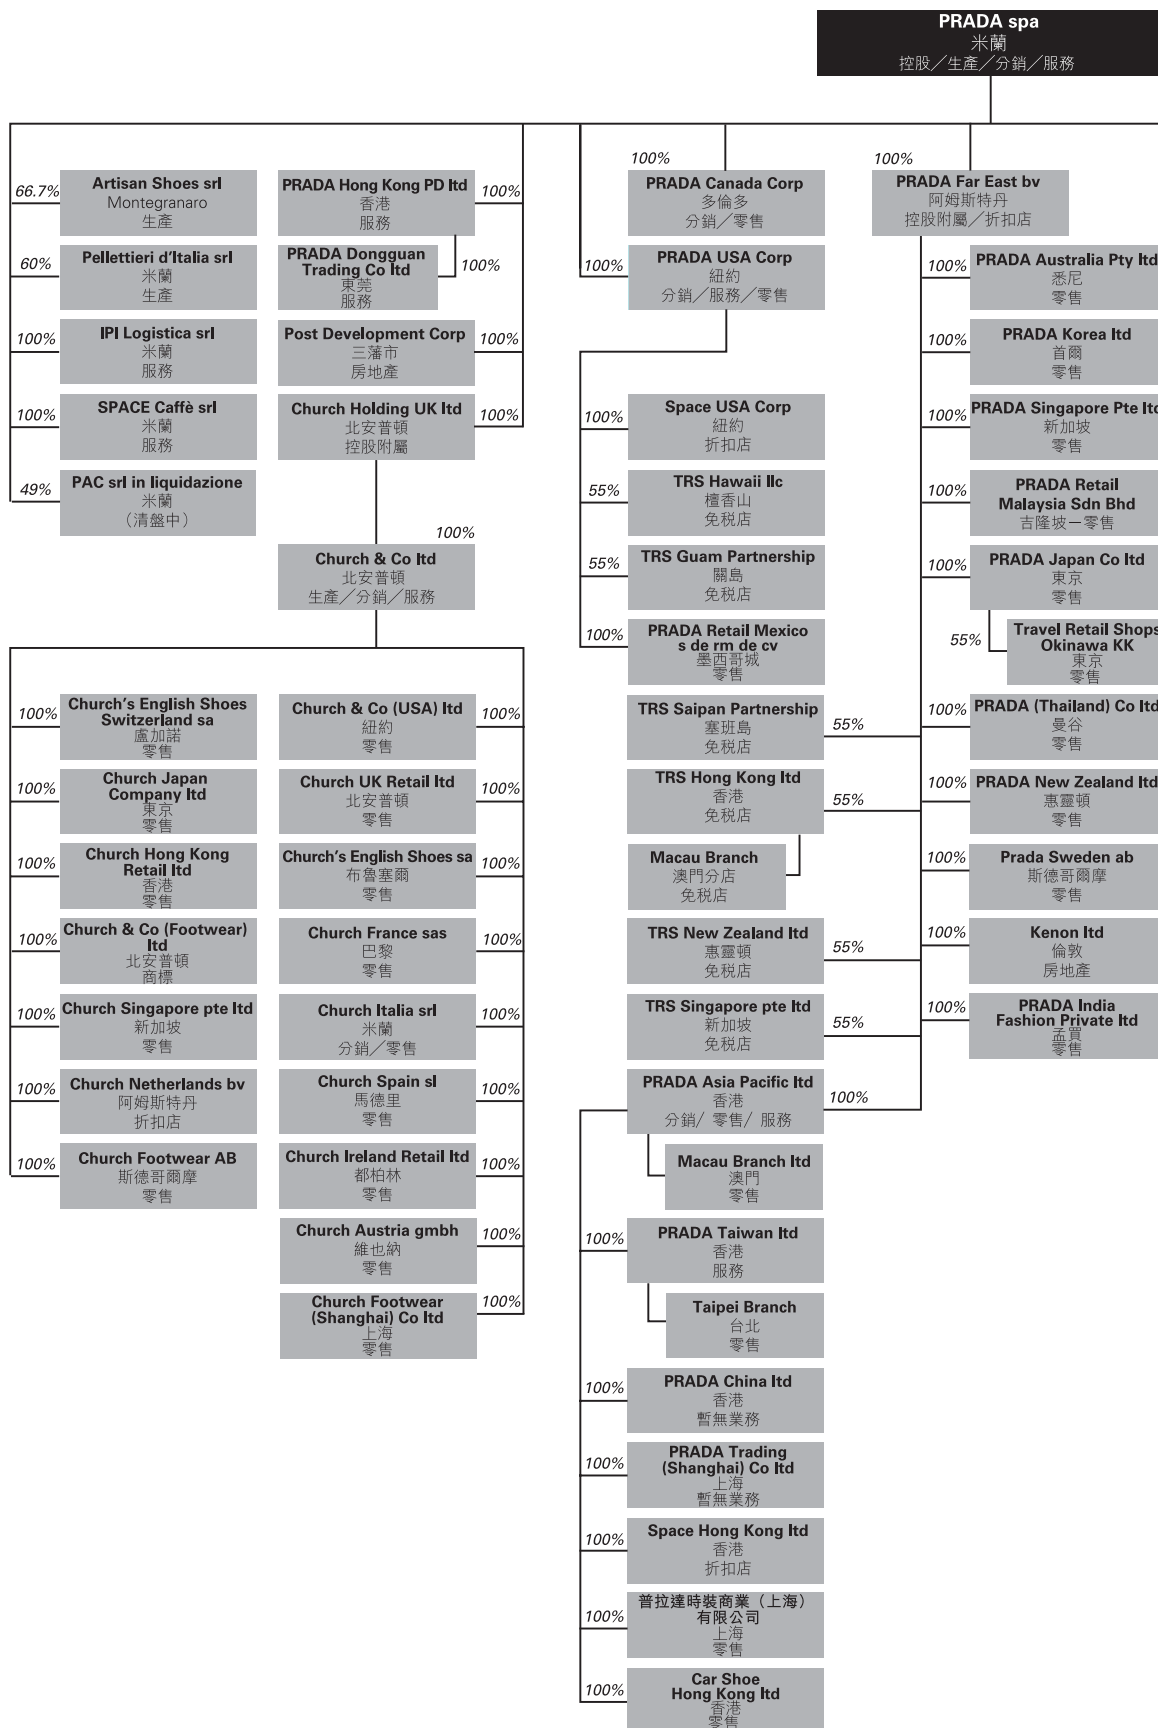 PRADA spa
米蘭
控股／生產／分銷／服務
66.7%
Artisan Shoes srl
Montegranaro
生產
60%
Pellettieri d'Italia srl
米蘭
生產
100%
IPI Logistica srl
米蘭
服務
100%
SPACE Caffè srl
米蘭
服務
49%
PAC srl in liquidazione
米蘭
（清盤中）
PRADA Hong Kong PD ltd
香港
服務
100%
PRADA Dongguan
Trading Co ltd
東莞
服務
100%
Post Development Corp
三藩市
房地產
100%
Church Holding UK ltd
北安普頓
控股附屬
100%
100%
Church & Co ltd
北安普頓
生產／分銷／服務
100%
Church's English Shoes
Switzerland sa
盧加諾
零售
100%
Church Japan
Company ltd
東京
零售
100%
Church Hong Kong
Retail ltd
香港
零售
100%
Church & Co (Footwear)
ltd
北安普頓
商標
100%
Church Singapore pte ltd
新加坡
零售
100%
Church Netherlands bv
阿姆斯特丹
折扣店
100%
Church Footwear AB
斯德哥爾摩
零售
Church & Co (USA) ltd
紐約
零售
100%
Church UK Retail ltd
北安普頓
零售
100%
Church's English Shoes sa
布魯塞爾
零售
100%
Church France sas
巴黎
零售
100%
Church Italia srl
米蘭
分銷／零售
100%
Church Spain sl
馬德里
零售
100%
Church Ireland Retail ltd
都柏林
零售
100%
Church Austria gmbh
維也納
零售
100%
Church Footwear
(Shanghai) Co ltd
上海
零售
100%
100%
PRADA Canada Corp
多倫多
分銷／零售
100%
PRADA USA Corp
紐約
分銷／服務／零售
100%
Space USA Corp
紐約
折扣店
55%
TRS Hawaii llc
檀香山
免税店
55%
TRS Guam Partnership
關島
免税店
100%
PRADA Retail Mexico
s de rm de cv
墨西哥城
零售
TRS Saipan Partnership
塞班島
免税店
55%
TRS Hong Kong ltd
香港
免税店
55%
Macau Branch
澳門分店
免税店
TRS New Zealand ltd
惠靈頓
免税店
55%
TRS Singapore pte ltd
新加坡
免税店
55%
PRADA Asia Pacific ltd
香港
分銷/ 零售/ 服務
100%
Macau Branch ltd
澳門
零售
100%
PRADA Taiwan ltd
香港
服務
Taipei Branch
台北
零售
100%
PRADA China ltd
香港
暫無業務
100%
PRADA Trading
(Shanghai) Co ltd
上海
暫無業務
100%
Space Hong Kong ltd
香港
折扣店
100%
普拉達時裝商業（上海）
有限公司
上海
零售
100%
Car Shoe
Hong Kong ltd
香港
零售
100%
PRADA Far East bv
阿姆斯特丹
控股附屬／折扣店
100%
PRADA Australia Pty ltd
悉尼
零售
100%
PRADA Korea ltd
首爾
零售
100%
PRADA Singapore Pte ltd
新加坡
零售
100%
PRADA Retail
Malaysia Sdn Bhd
吉隆坡－零售
100%
PRADA Japan Co ltd
東京
零售
55%
Travel Retail Shops
Okinawa KK
東京
零售
100%
PRADA (Thailand) Co ltd
曼谷
零售
100%
PRADA New Zealand ltd
惠靈頓
零售
100%
Prada Sweden ab
斯德哥爾摩
零售
100%
Kenon ltd
倫敦
房地產
100%
PRADA India
Fashion Private ltd
孟買
零售